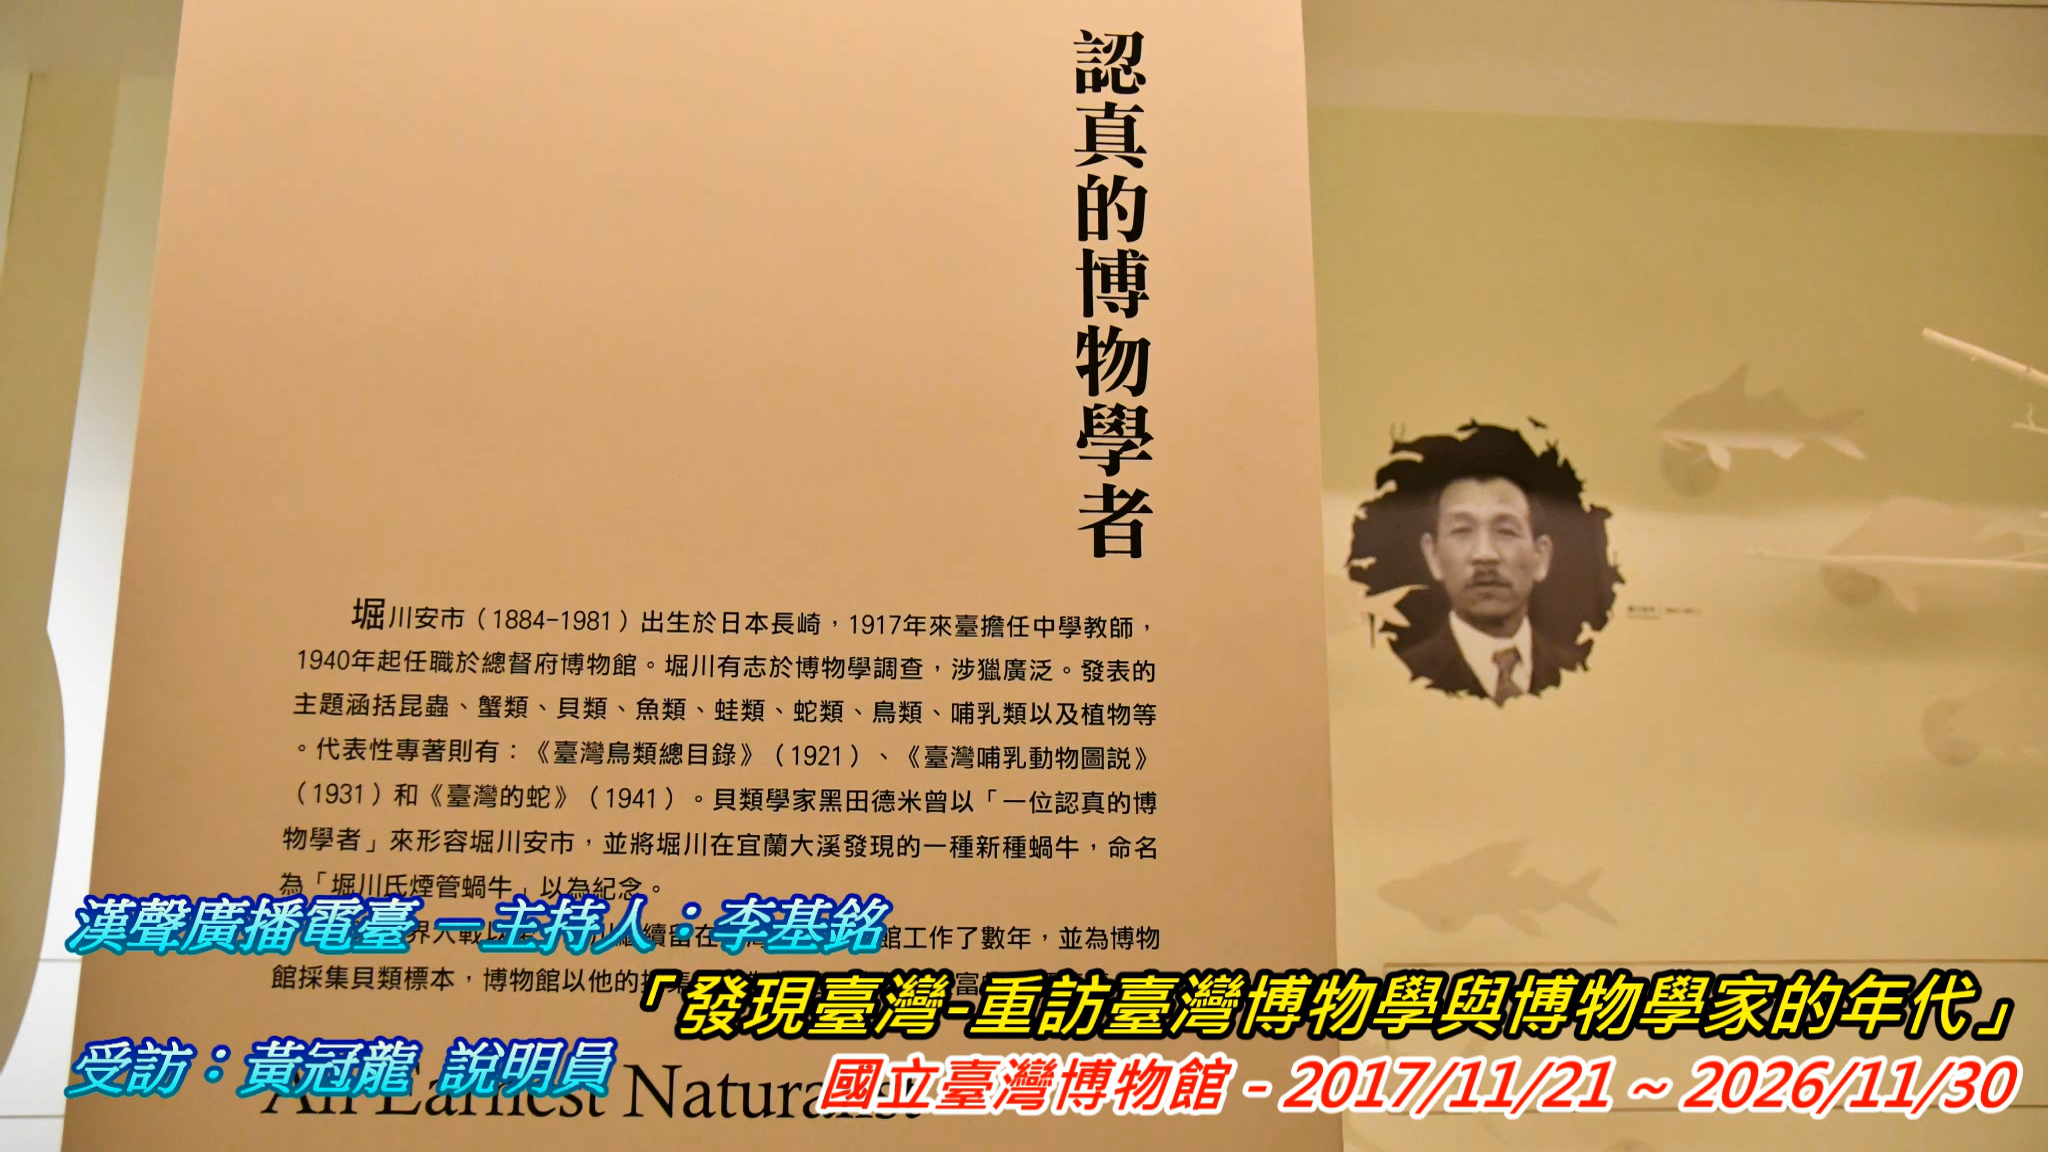 認真的博物學者
堀川安市（1884-1981）出生於日本長崎，1917年來臺擔任中學教師，
1940年起任職於總督府博物館。堀川有志於博物學調查，涉獵廣泛。發表的
主題涵括昆蟲、蟹類、貝類、魚類、蛙類、蛇類、鳥類、哺乳類以及植物等
。代表性專著則有：《臺灣鳥類總目錄》（1921）、《臺灣哺乳動物圖說》
（1931）和《臺灣的蛇》（1941）。貝類學家黑田德米曾以「一位認真的博
物學者」來形容堀川安市，並將堀川在宜蘭大溪發現的一種新種蝸牛，命名
為「堀川氏煙管蝸牛」以為紀念。
界大戰以 繼續留在 館工作了數年，並為博物
館採集貝類標本，博物館以他的 富
An Earnest Naturalist
漢聲廣播電臺 – 主持人：李基銘
「發現臺灣-重訪臺灣博物學與博物學家的年代」
受訪：黃冠龍 說明員
國立臺灣博物館 - 2017/11/21 ~ 2026/11/30